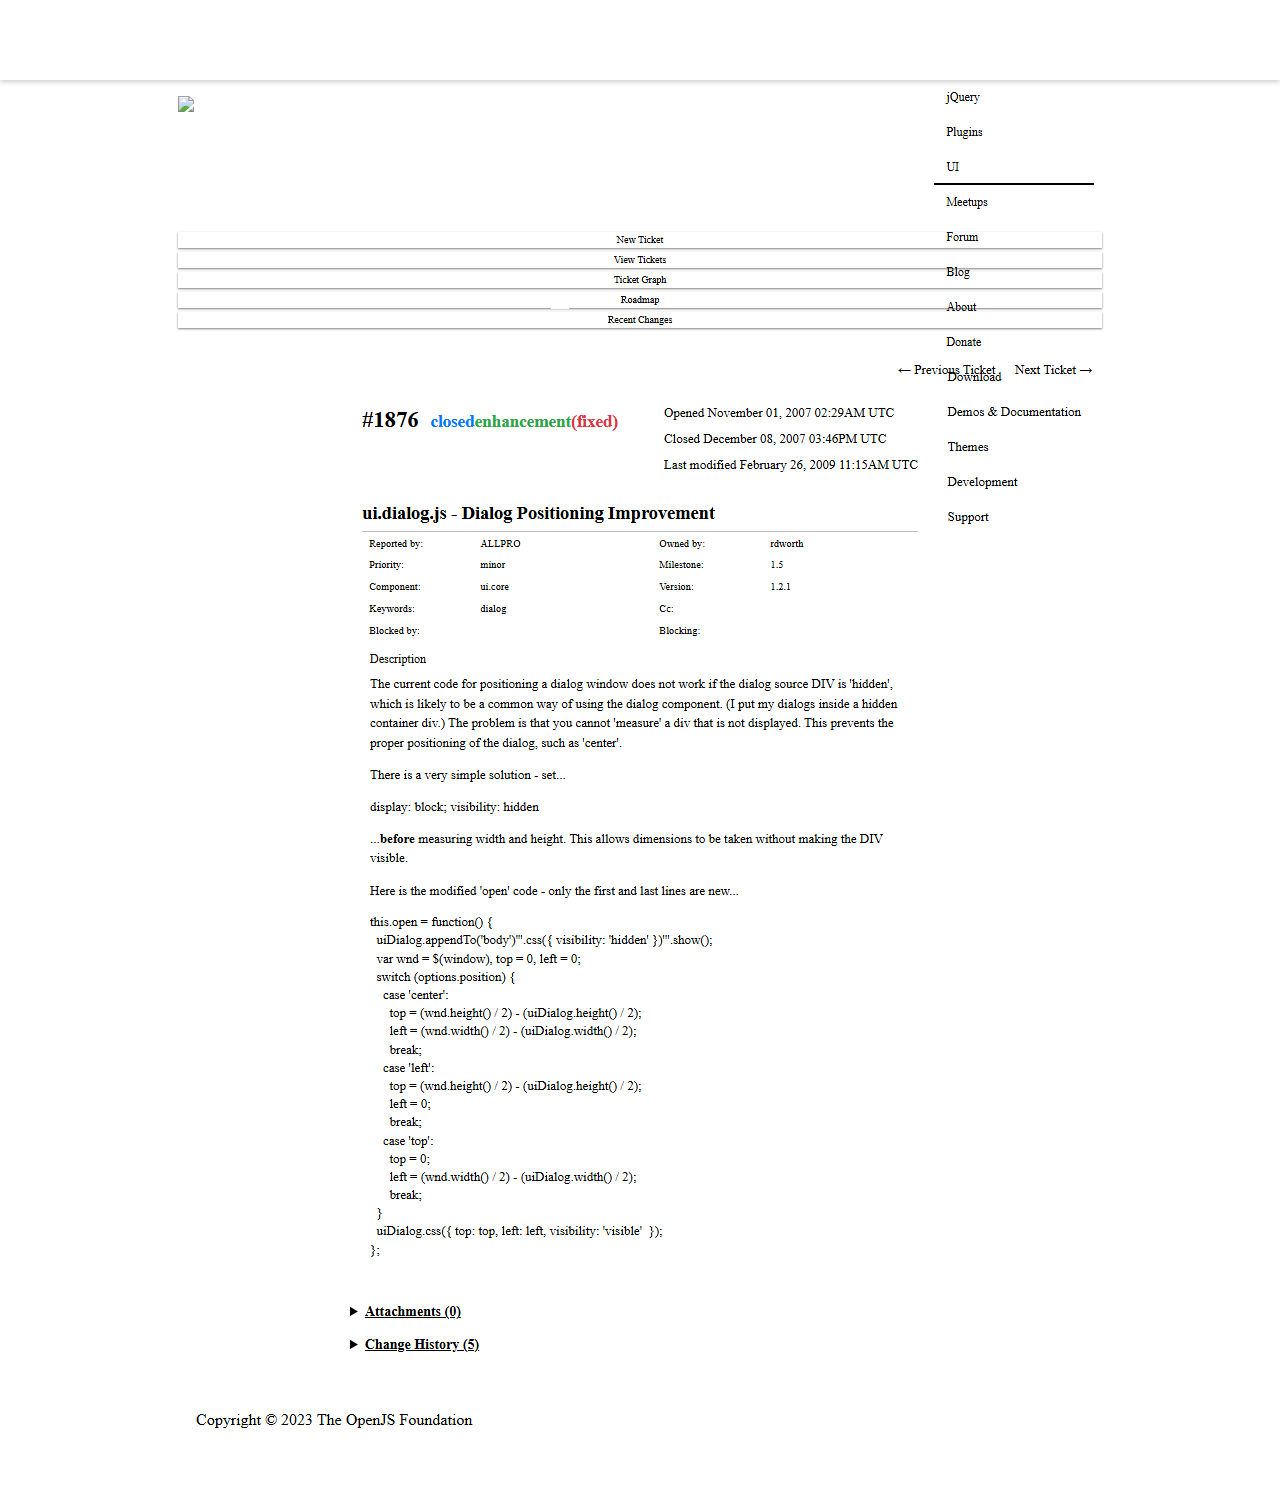 jQuery
Plugins
UI
Meetups
Forum
Blog
About
Donate
Download
Demos & Documentation
Themes
Development
Support
New Ticket
View Tickets
Ticket Graph
Roadmap
Recent Changes
← Previous Ticket Next Ticket →
#1876 closedenhancement(fixed)
Opened November 01, 2007 02:29AM UTC
Closed December 08, 2007 03:46PM UTC
Last modified February 26, 2009 11:15AM UTC
ui.dialog.js - Dialog Positioning Improvement
Reported by: ALLPRO Owned by: rdworth
Priority: minor Milestone: 1.5
Component: ui.core Version: 1.2.1
Keywords: dialog Cc:
Blocked by: Blocking:
Description
The current code for positioning a dialog window does not work if the dialog source DIV is 'hidden',
which is likely to be a common way of using the dialog component. (I put my dialogs inside a hidden
container div.) The problem is that you cannot 'measure' a div that is not displayed. This prevents the
proper positioning of the dialog, such as 'center'.
There is a very simple solution - set...
display: block; visibility: hidden
...before measuring width and height. This allows dimensions to be taken without making the DIV
visible.
Here is the modified 'open' code - only the first and last lines are new...
this.open = function() {
  uiDialog.appendTo('body')'''.css({ visibility: 'hidden' })'''.show();
  var wnd = $(window), top = 0, left = 0;
  switch (options.position) {
    case 'center':
      top = (wnd.height() / 2) - (uiDialog.height() / 2);
      left = (wnd.width() / 2) - (uiDialog.width() / 2);
      break;
    case 'left':
      top = (wnd.height() / 2) - (uiDialog.height() / 2);
      left = 0;
      break;
    case 'top':
      top = 0;
      left = (wnd.width() / 2) - (uiDialog.width() / 2);
      break;
  }
  uiDialog.css({ top: top, left: left, visibility: 'visible'  });
};
Attachments (0)
Change History (5)
Copyright © 2023 The OpenJS Foundation